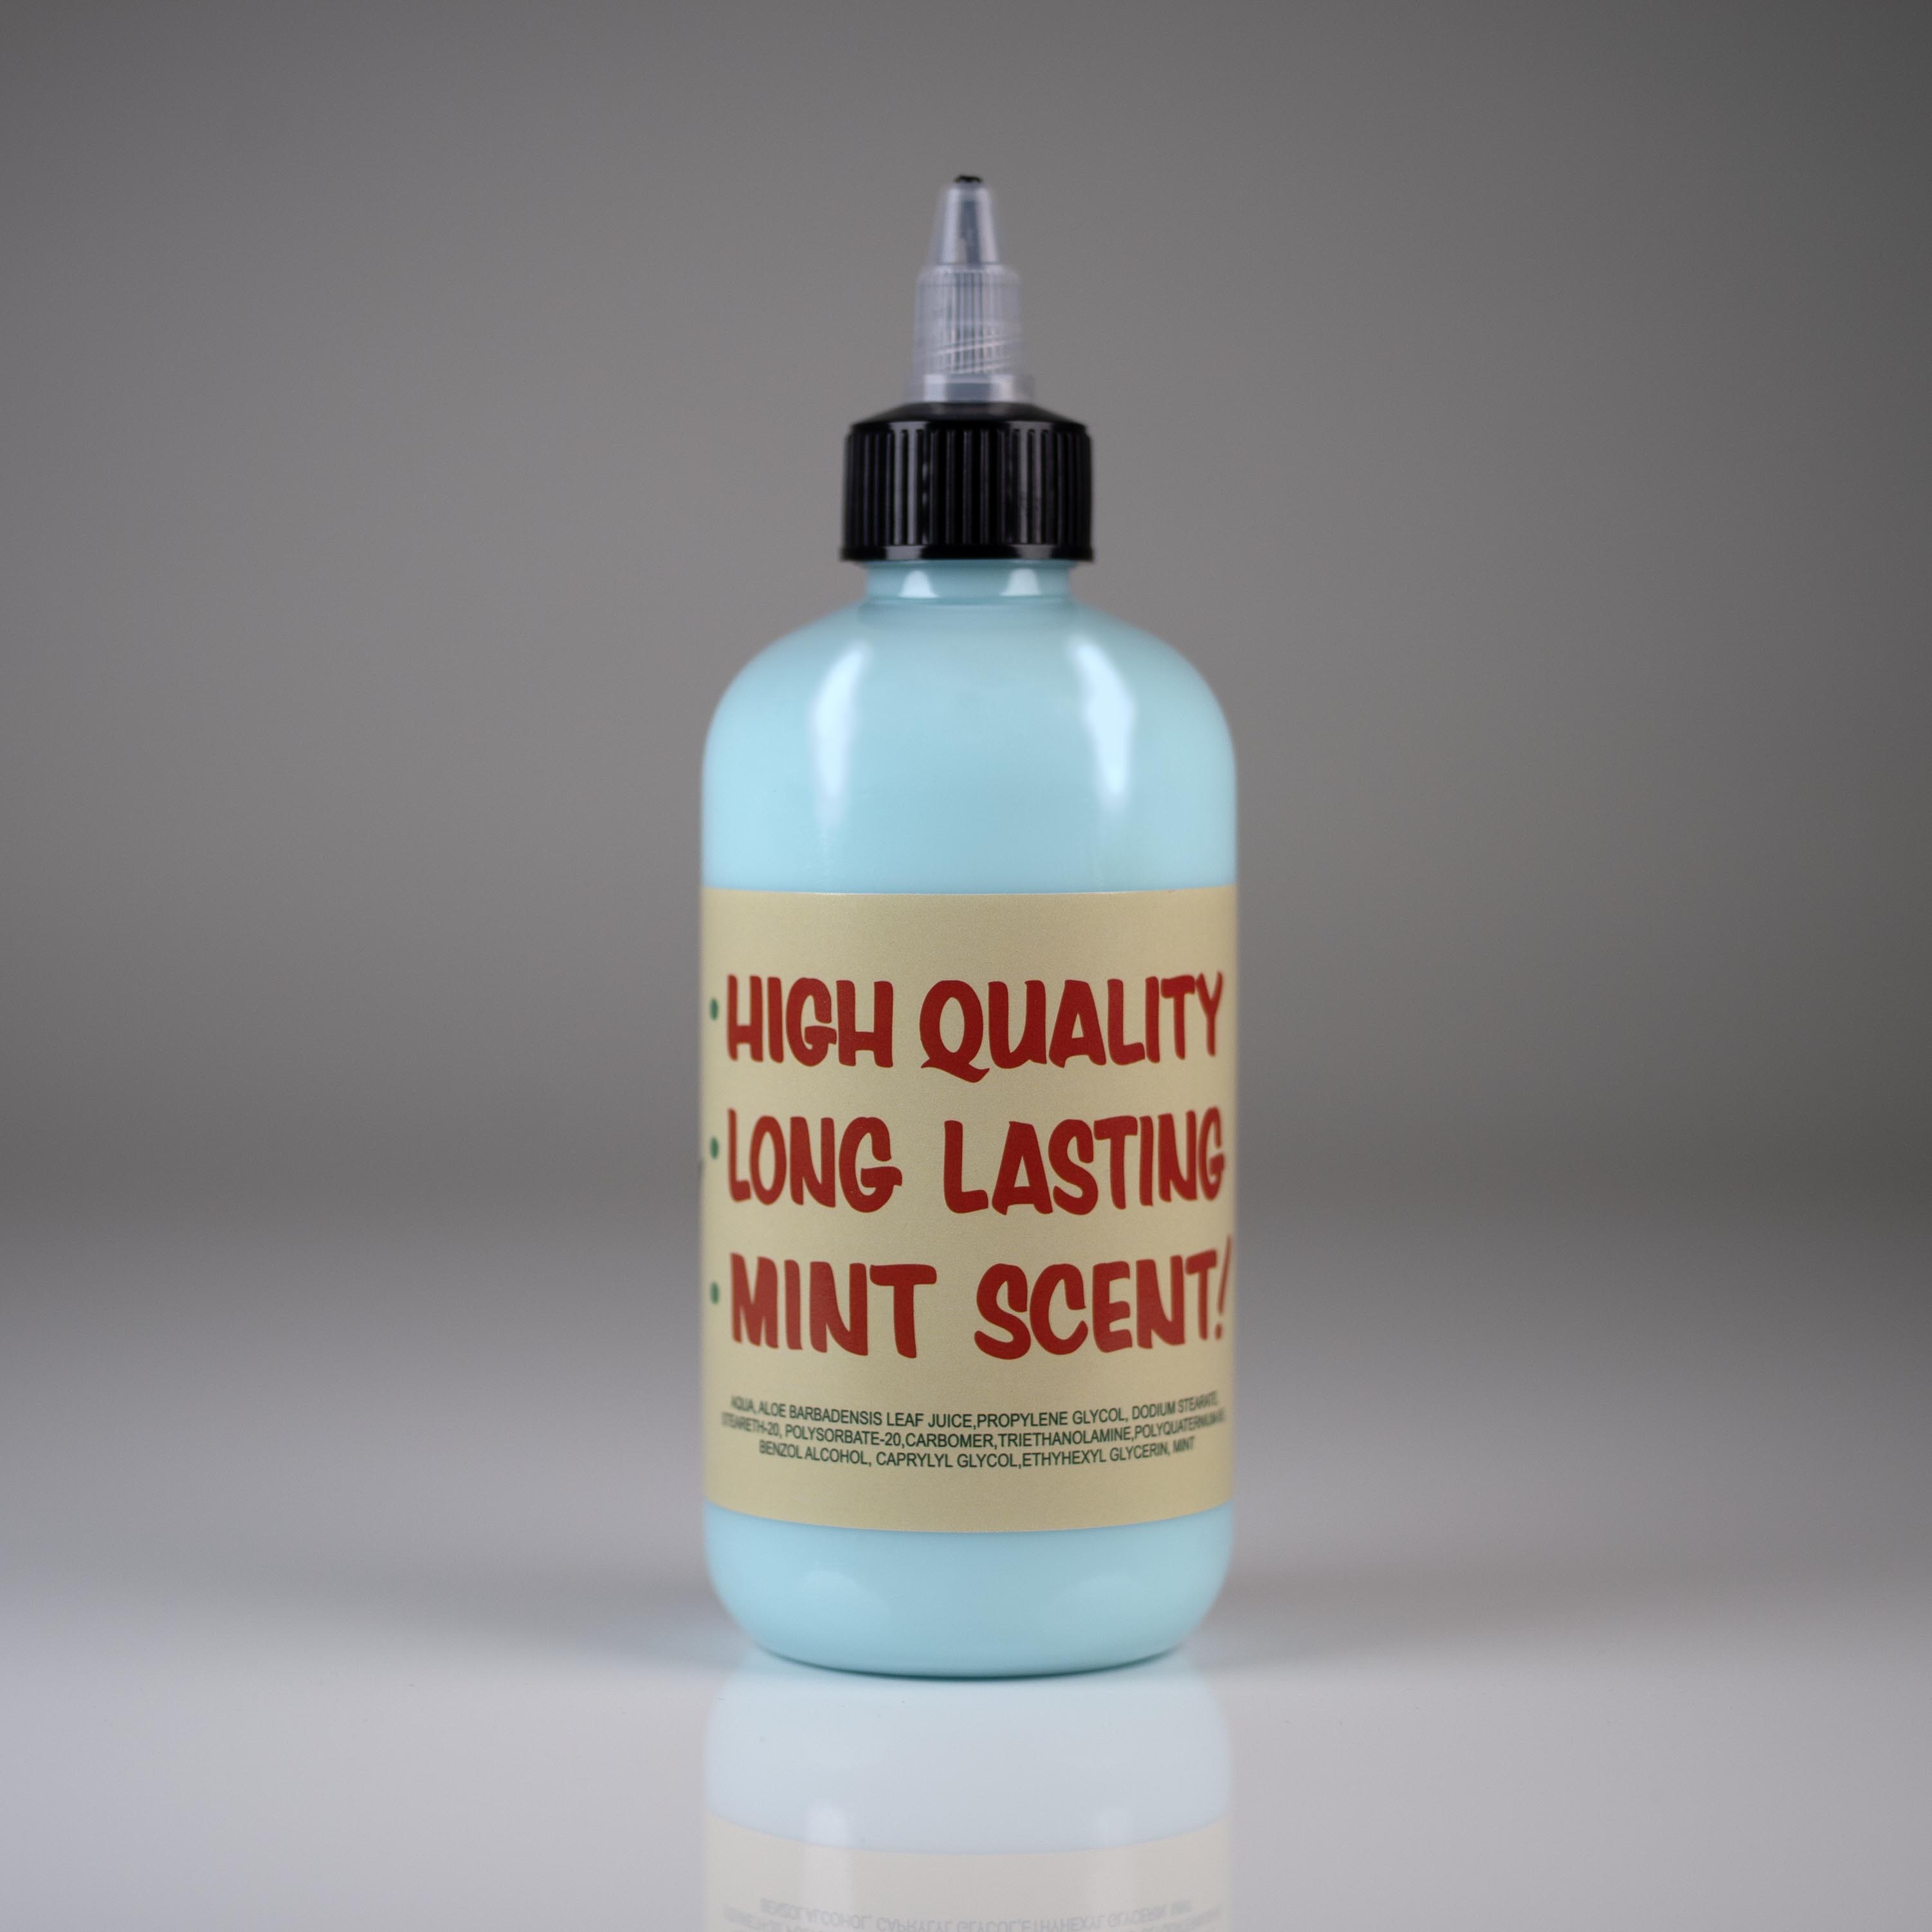 • HIGH QUALITY
• LONG LASTING
• MINT SCENT!
AQUA, ALOE BARBADENSIS LEAF JUICE,PROPYLENE GLYCOL, DODIUM STEARATE,
STEARETH-20, POLYSORBATE-20,CARBOMER,TRIETHANOLAMINE,
BENZOL ALCOHOL, CAPRYLYL GLYCOL,ETHYHEXYL GLYCERIN, MINT